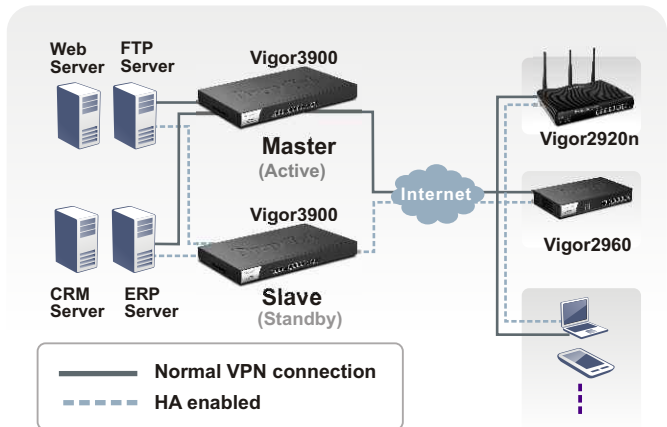 Web
Server
FTP
Server
Vigor3900
Master
(Active)
Vigor2920n
Internet
Vigor3900
Vigor2960
CRM
Server
ERP
Server
Slave
(Standby)
Normal VPN connection
HA enabled